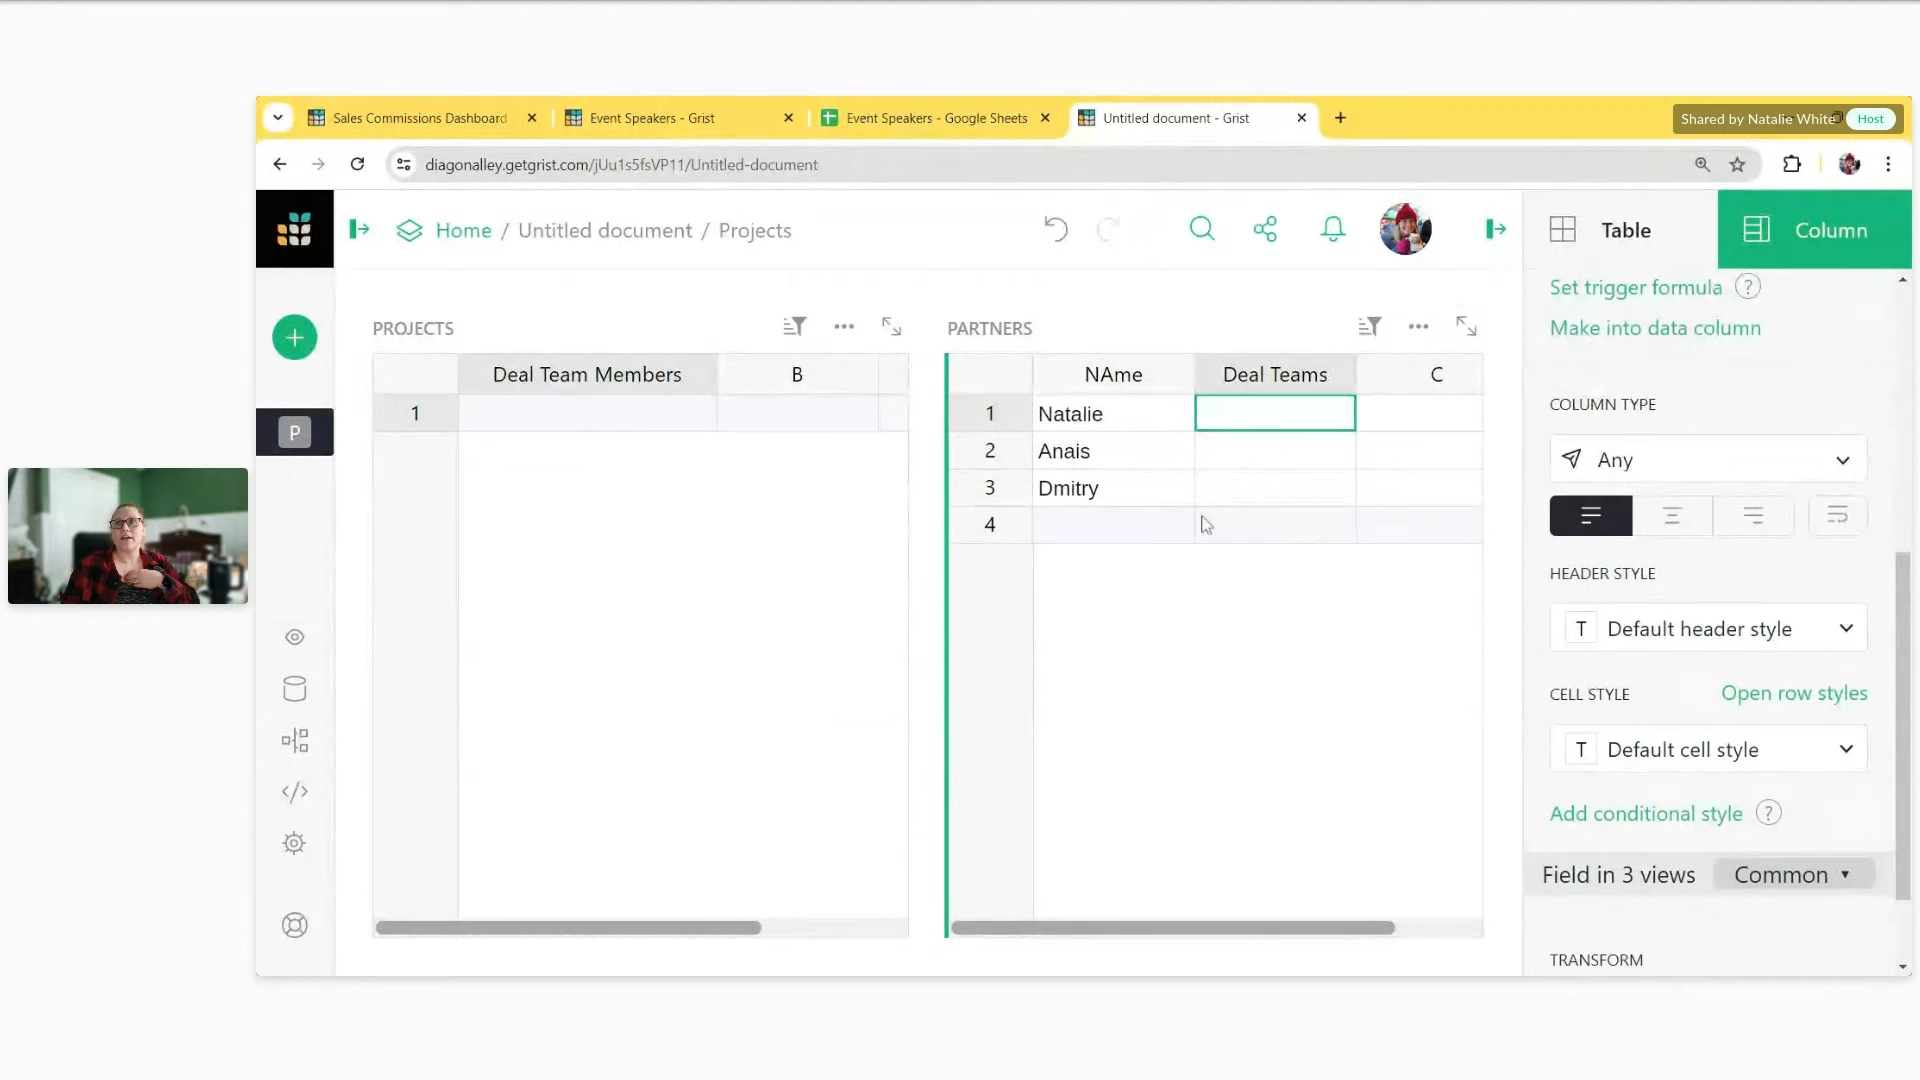 Sales Commissions Dashboard
Event Speakers - Grist
Event Speakers - Google Sheets
Untitled document - Grist
Shared by Natalie White
Host
diagonalley.getgrist.com/jUu1s5fsVP11/Untitled-document
Home / Untitled document / Projects
Table
Column
Set trigger formula ?
Make into data column
PROJECTS
PARTNERS
Deal Team Members B
NAme Deal Teams C
1
1 Natalie
2 Anais
3 Dmitry
4
P
COLUMN TYPE
Any
HEADER STYLE
T Default header style
CELL STYLE Open row styles
T Default cell style
Add conditional style ?
Field in 3 views Common
TRANSFORM